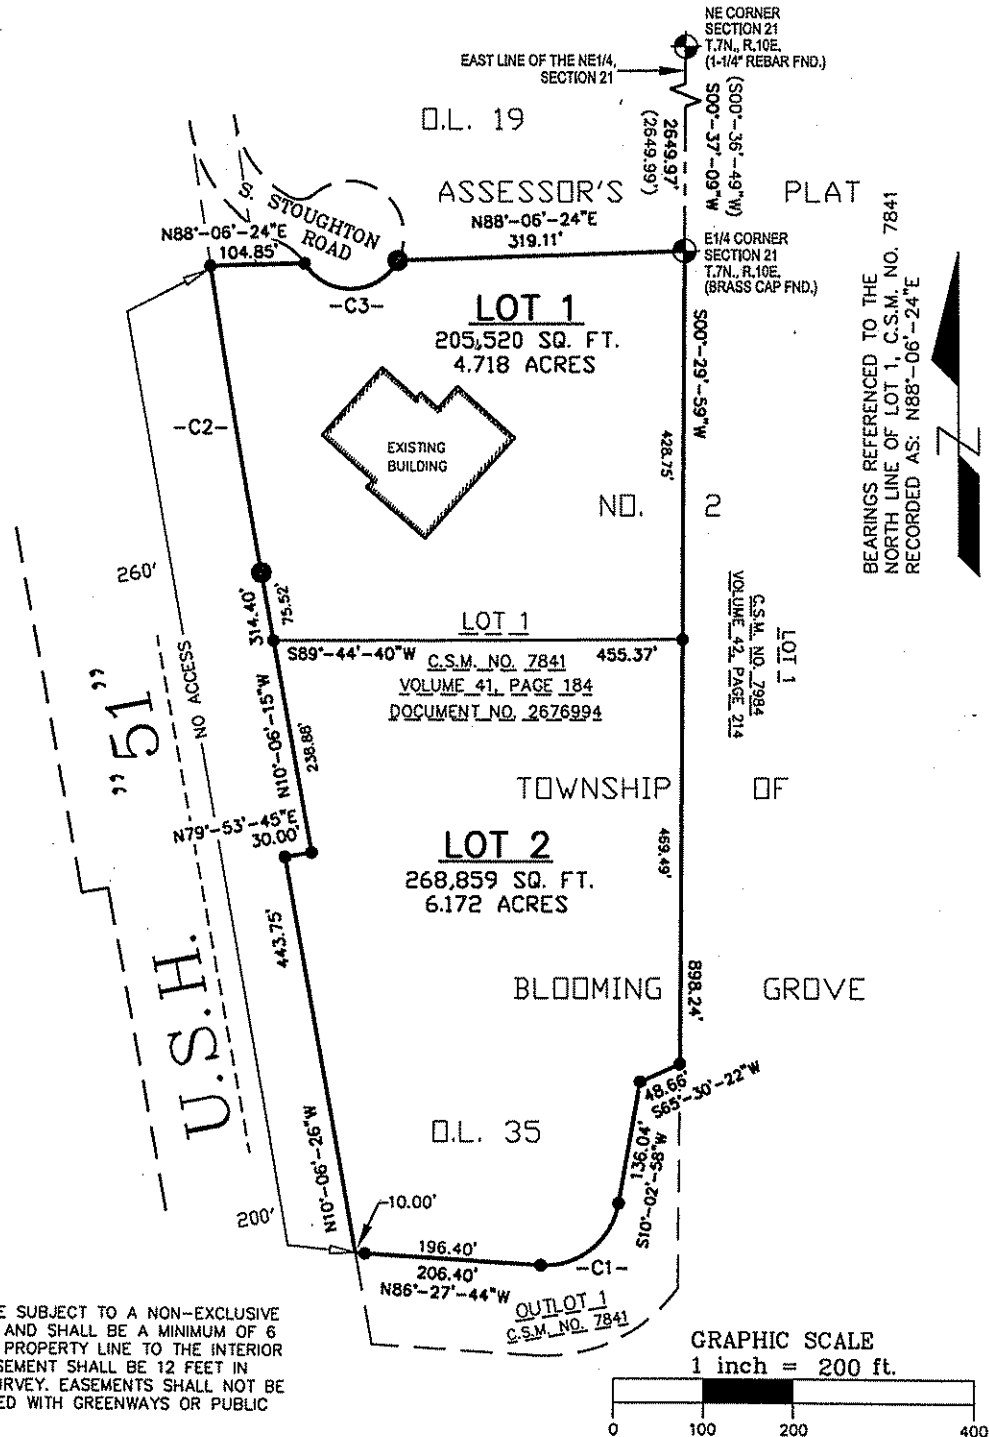 NE CORNER
SECTION 21
T.7N., R.10E.
(1-1/4" REBAR FND.)
EAST LINE OF THE NE1/4,
SECTION 21
(S00°-36'-49"W)
S00°-37'-09"W
2649.97'
(2649.99')
O.L. 19
ASSESSOR'S PLAT
S. STOUGHTON
ROAD
N88°-06'-24"E
104.85'
N88°-06'-24"E
319.11'
E1/4 CORNER
SECTION 21
T.7N., R.10E.
(BRASS CAP FND.)
-C3-
LOT 1
205,520 SQ. FT.
4.718 ACRES
BEARINGS REFERENCED TO THE
NORTH LINE OF LOT 1, C.S.M. NO. 7841
RECORDED AS: N88°-06'-24"E
Z
S00°-29'-59"W
428.75'
-C2-
EXISTING
BUILDING
NO. 2
260'
NO ACCESS
314.40'
75.52'
LOT 1
S89°-44'-40"W 455.37'
C.S.M. NO. 7841
VOLUME 41, PAGE 184
DOCUMENT NO. 2676994
LOT 1
C.S.M. NO. 7984
VOLUME 42, PAGE 214
N10°-06'-15"W
238.88'
U.S.H. "51"
TOWNSHIP OF
N79°-53'-45"E
30.00'
LOT 2
268,859 SQ. FT.
6.172 ACRES
469.49'
443.75'
898.24'
BLOOMING GROVE
48.66'
S65°-30'-22"W
O.L. 35
136.04'
S10°-02'-58"W
N10°-06'-26"W
200'
10.00'
196.40'
206.40'
N86°-27'-44"W
-C1-
OUTLOT 1
C.S.M. NO. 7841
E SUBJECT TO A NON-EXCLUSIVE
AND SHALL BE A MINIMUM OF 6
PROPERTY LINE TO THE INTERIOR
SEMENT SHALL BE 12 FEET IN
RVEY. EASEMENTS SHALL NOT BE
ED WITH GREENWAYS OR PUBLIC
GRAPHIC SCALE
1 inch = 200 ft.
0 100 200 400